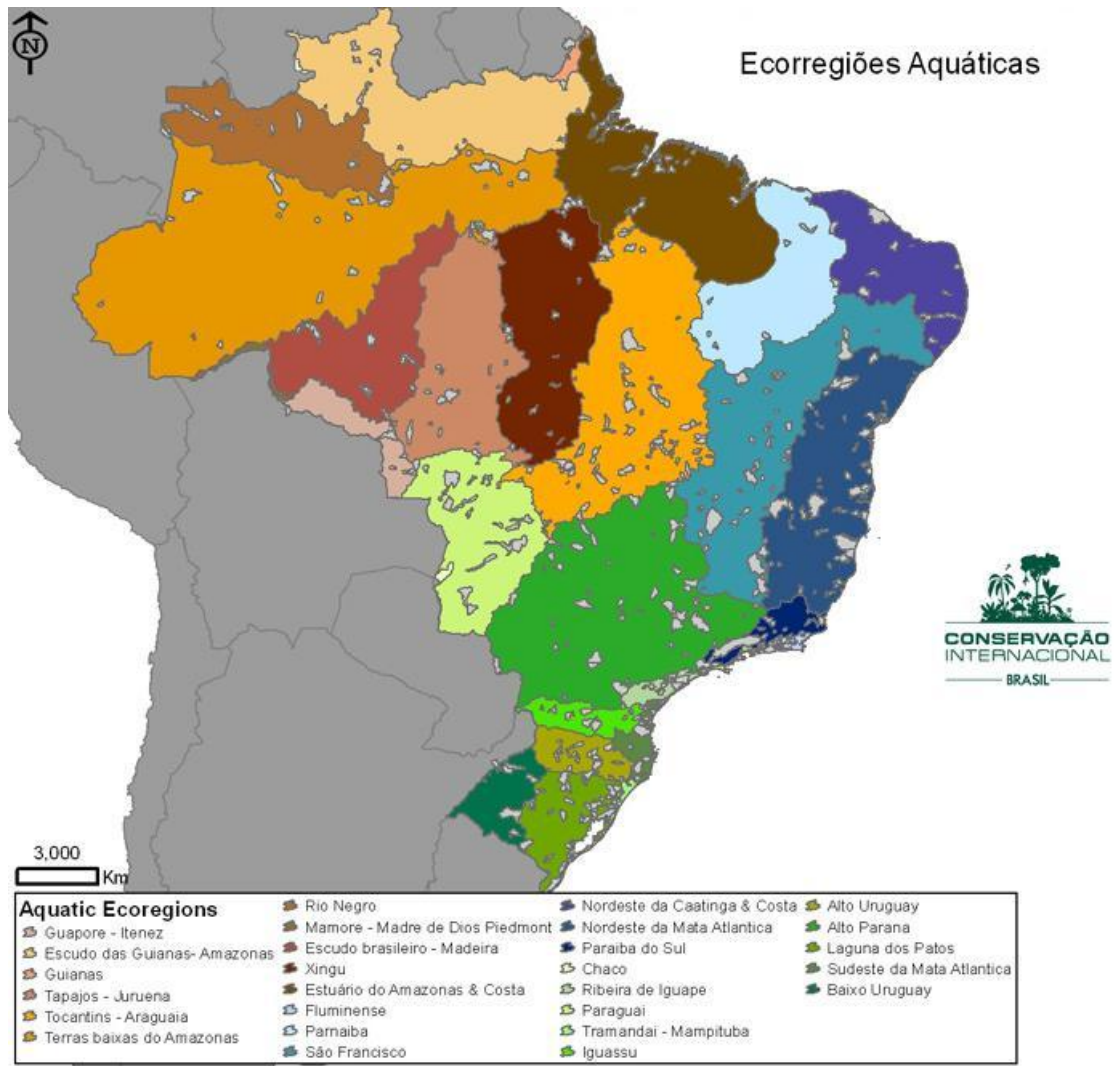 N
Ecorregiões Aquáticas
CONSERVAÇÃO
INTERNACIONAL
BRASIL
3,000
Km
Aquatic Ecoregions
Guapore - Itenez
Escudo das Guianas- Amazonas
Guianas
Tapajos - Juruena
Tocantins - Araguaia
Terras baixas do Amazonas
Rio Negro
Mamore - Madre de Dios Piedmont
Escudo brasileiro - Madeira
Xingu
Estuário do Amazonas & Costa
Fluminense
Parnaiba
São Francisco
Nordeste da Caatinga & Costa
Nordeste da Mata Atlantica
Paraiba do Sul
Chaco
Ribeira de Iguape
Paraguai
Tramandai - Mampituba
Iguassu
Alto Uruguay
Alto Parana
Laguna dos Patos
Sudeste da Mata Atlantica
Baixo Uruguay